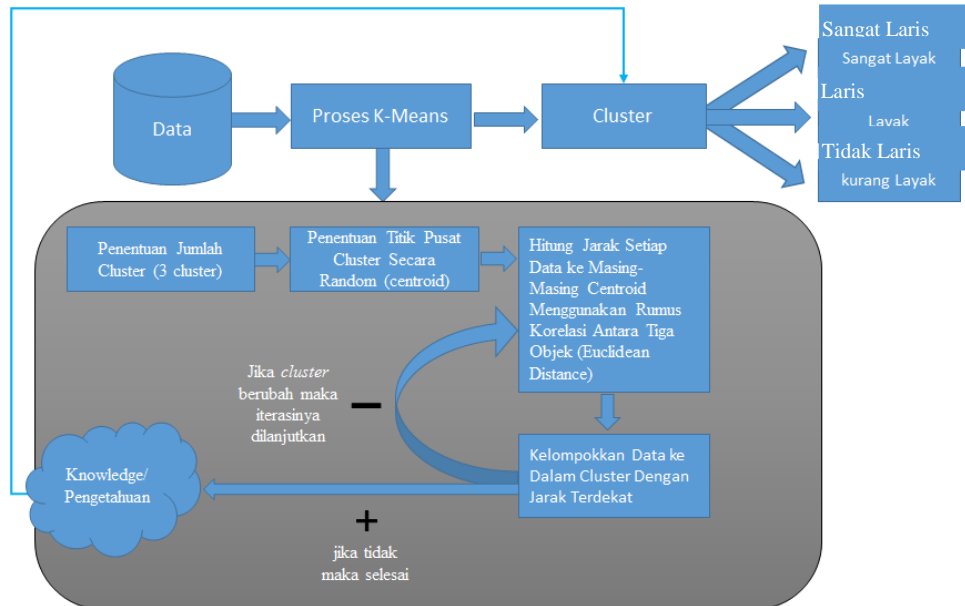 Sangat Laris
Sangat Layak
Data
Proses K-Means
Cluster
Laris
Layak
Tidak Laris
kurang Layak
Penentuan Jumlah
Cluster (3 cluster)
Penentuan Titik Pusat
Cluster Secara
Random (centroid)
Hitung Jarak Setiap
Data ke Masing-
Masing Centroid
Menggunakan Rumus
Korelasi Antara Tiga
Objek (Euclidean
Distance)
Jika cluster
berubah maka
iterasinya
dilanjutkan
−
Kelompokkan Data ke
Dalam Cluster Dengan
Jarak Terdekat
Knowledge/
Pengetahuan
+
jika tidak
maka selesai